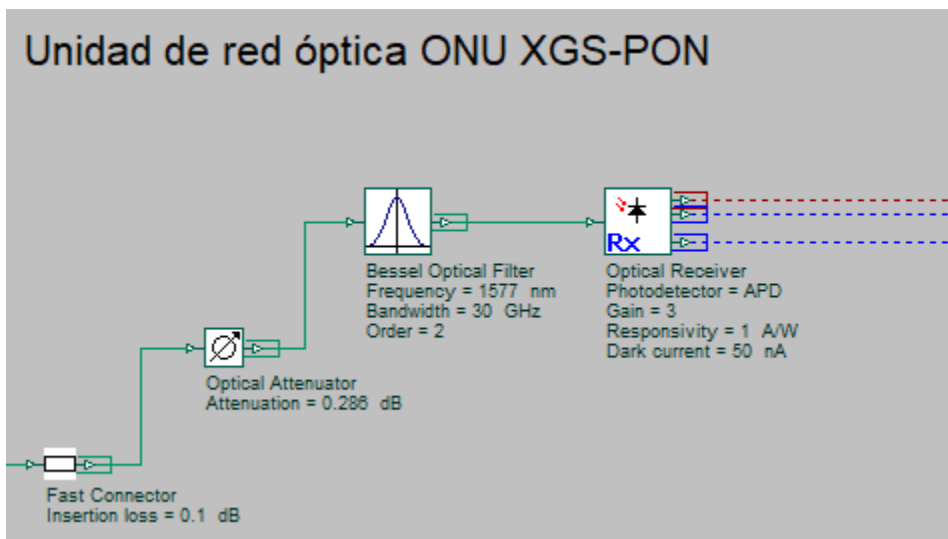 Unidad de red óptica ONU XGS-PON
Bessel Optical Filter
Frequency = 1577 nm
Bandwidth = 30 GHz
Order = 2
Rx
Optical Receiver
Photodetector = APD
Gain = 3
Responsivity = 1 A/W
Dark current = 50 nA
Optical Attenuator
Attenuation = 0.286 dB
Fast Connector
Insertion loss = 0.1 dB